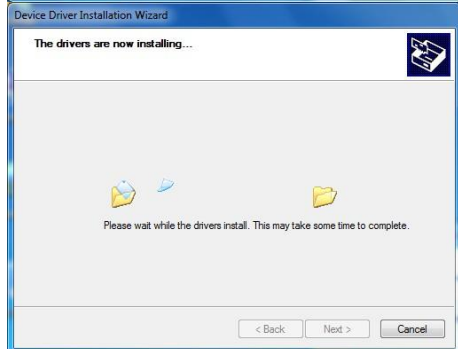 Device Driver Installation Wizard
The drivers are now installing...
Please wait while the drivers install. This may take some time to complete.
< Back Next > Cancel